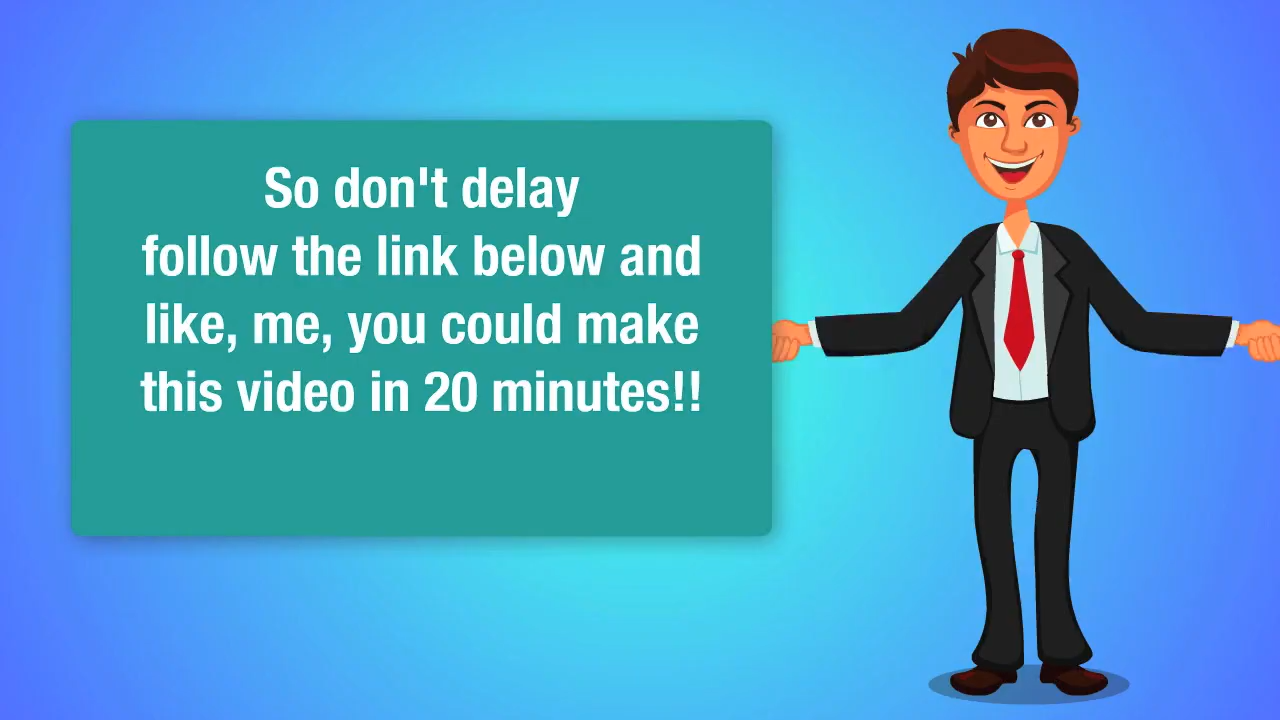 So don't delay
follow the link below and
like, me, you could make
this video in 20 minutes!!